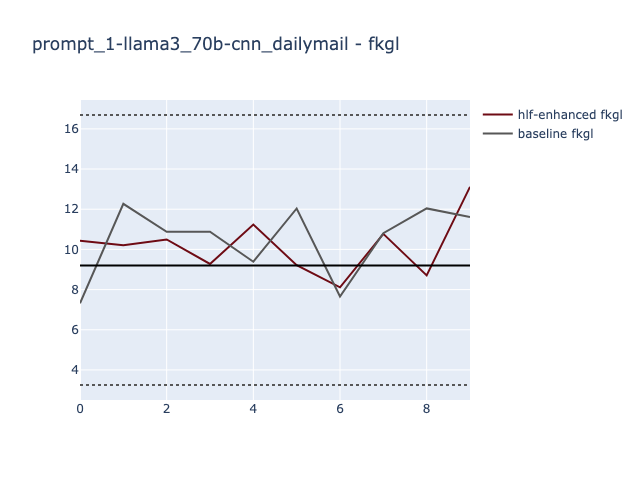 prompt_1-llama3_70b-cnn_dailymail - fkgl
hlf-enhanced fkgl
baseline fkgl
16
14
12
10
8
6
4
0 2 4 6 8